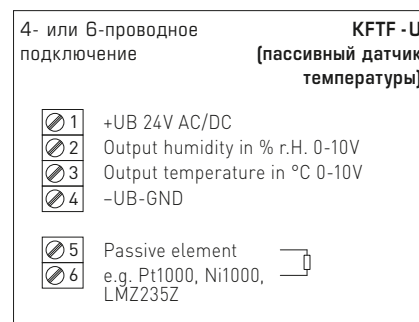 4- или 6-проводное
подключение
KFTF - U
(пассивный датчик
температуры)
1 +UB 24V AC/DC
2 Output humidity in % r.H. 0-10V
3 Output temperature in °C 0-10V
4 –UB-GND
5 Passive element
6 e.g. Pt1000, Ni1000,
LMZ235Z